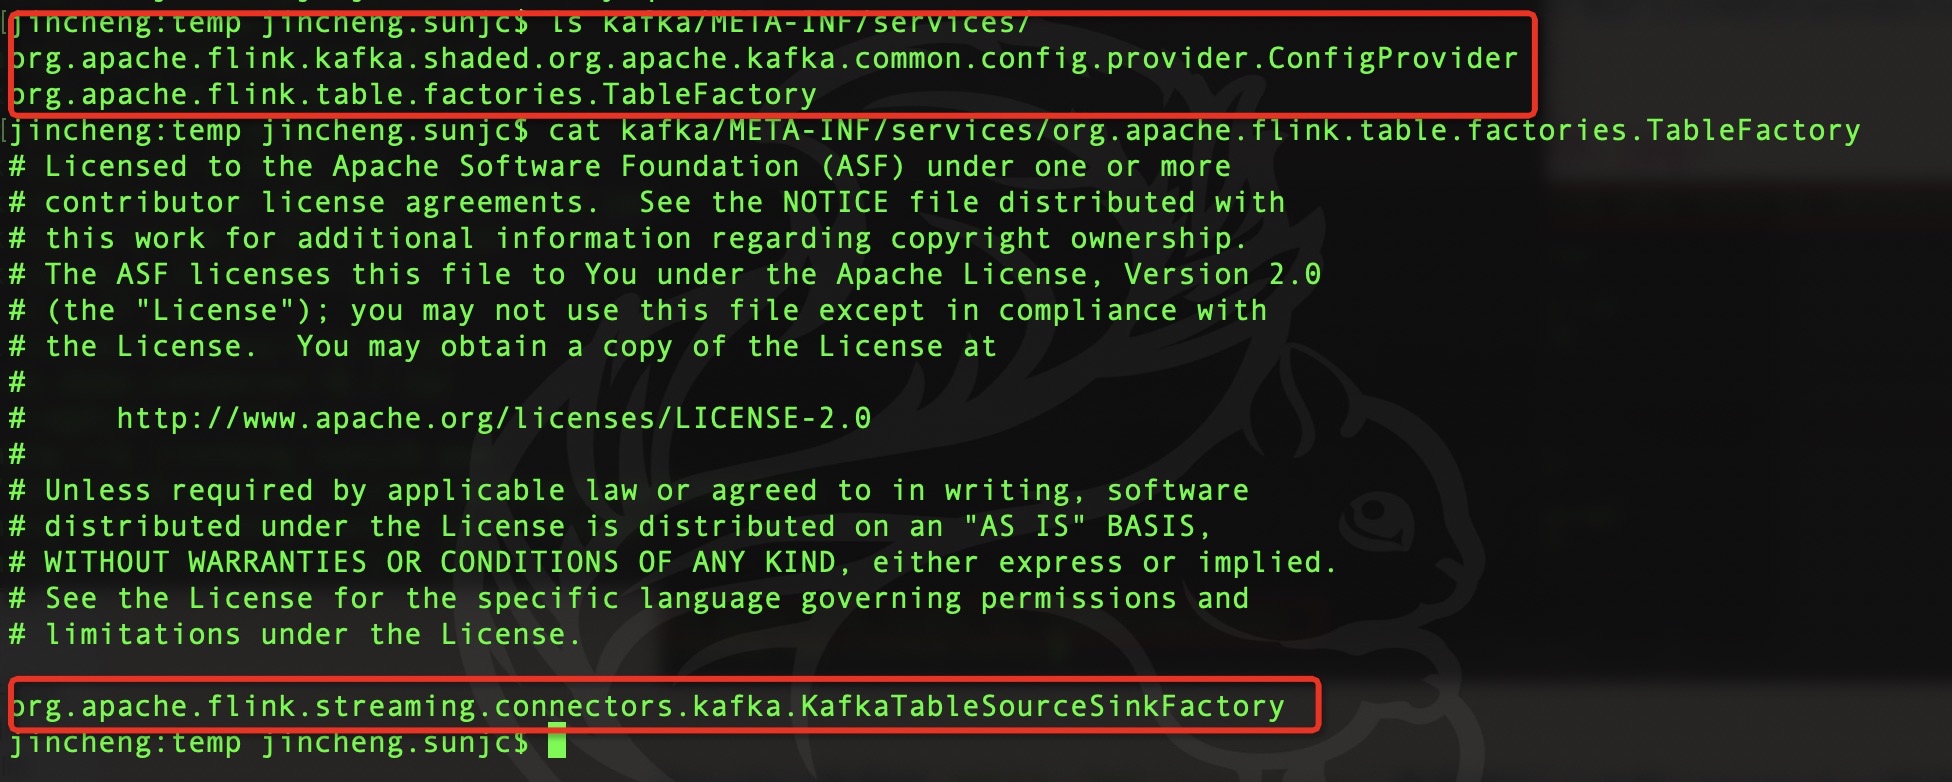 [jincheng:temp jincheng.sunjc$ ls kafka/META-INF/services/
org.apache.flink.kafka.shaded.org.apache.kafka.common.config.provider.ConfigProvider
org.apache.flink.table.factories.TableFactory
[jincheng:temp jincheng.sunjc$ cat kafka/META-INF/services/org.apache.flink.table.factories.TableFactory
# Licensed to the Apache Software Foundation (ASF) under one or more
# contributor license agreements.  See the NOTICE file distributed with
# this work for additional information regarding copyright ownership.
# The ASF licenses this file to You under the Apache License, Version 2.0
# (the "License"); you may not use this file except in compliance with
# the License.  You may obtain a copy of the License at
#
#    http://www.apache.org/licenses/LICENSE-2.0
#
# Unless required by applicable law or agreed to in writing, software
# distributed under the License is distributed on an "AS IS" BASIS,
# WITHOUT WARRANTIES OR CONDITIONS OF ANY KIND, either express or implied.
# See the License for the specific language governing permissions and
# limitations under the License.
org.apache.flink.streaming.connectors.kafka.KafkaTableSourceSinkFactory
jincheng:temp jincheng.sunjc$